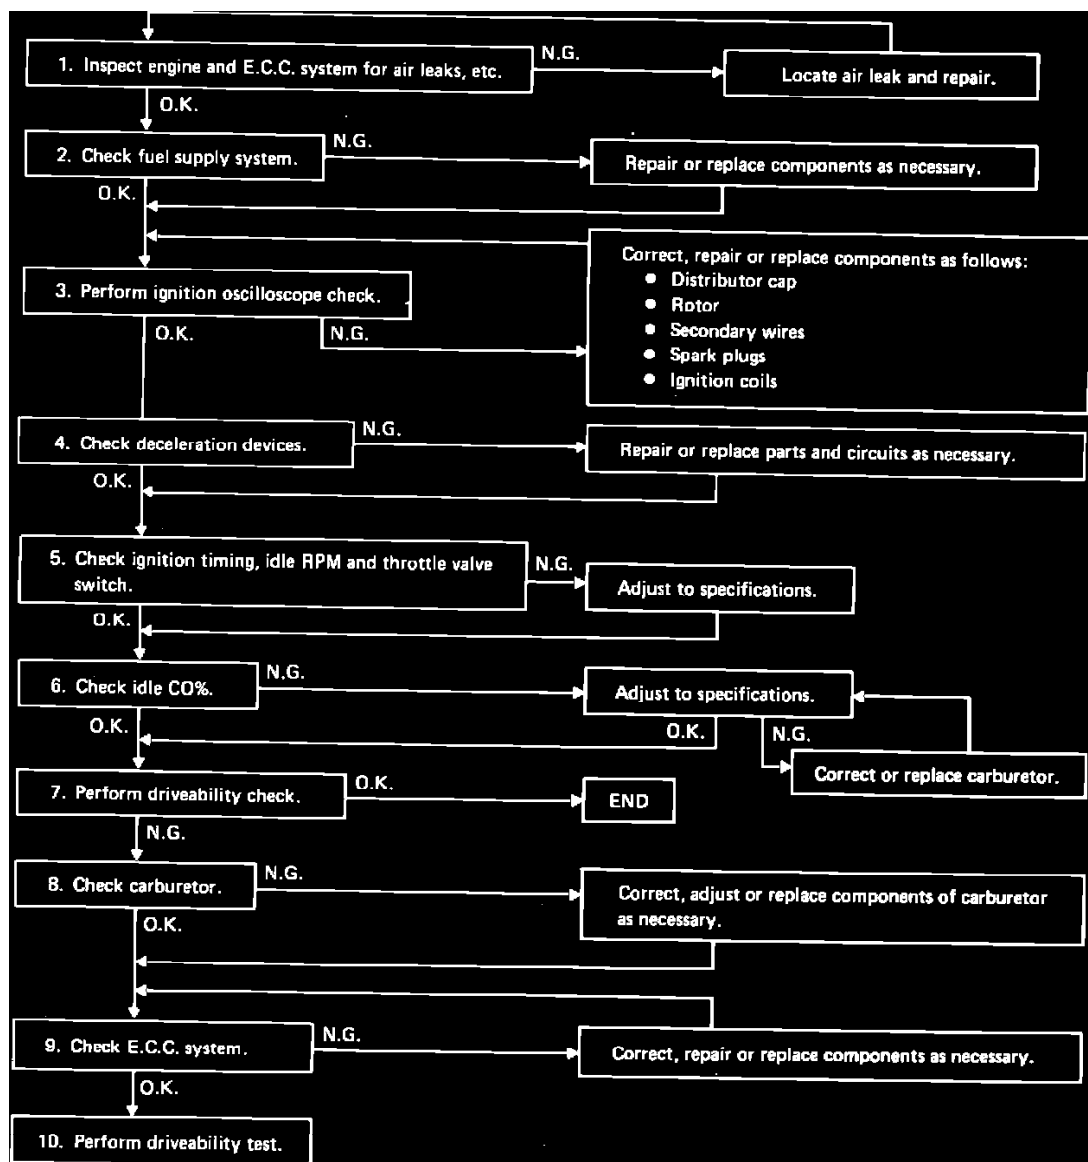 1. Inspect engine and E.C.C. system for air leaks, etc.
N.G.
Locate air leak and repair.
O.K.
2. Check fuel supply system.
N.G.
Repair or replace components as necessary.
O.K.
Correct, repair or replace components as follows:
● Distributor cap
● Rotor
● Secondary wires
● Spark plugs
● Ignition coils
3. Perform ignition oscilloscope check.
O.K.
N.G.
4. Check deceleration devices.
N.G.
Repair or replace parts and circuits as necessary.
O.K.
5. Check ignition timing, idle RPM and throttle valve
switch.
N.G.
Adjust to specifications.
O.K.
6. Check idle CO%.
N.G.
Adjust to specifications.
O.K.
O.K.
N.G.
Correct or replace carburetor.
7. Perform driveability check.
O.K.
END
N.G.
8. Check carburetor.
N.G.
Correct, adjust or replace components of carburetor
as necessary.
O.K.
9. Check E.C.C. system.
N.G.
Correct, repair or replace components as necessary.
O.K.
10. Perform driveability test.